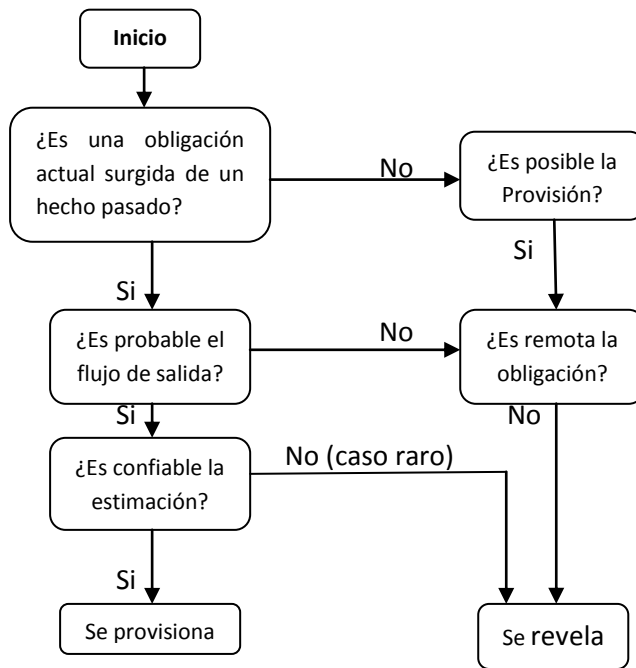 Inicio
¿Es una obligación
actual surgida de un
hecho pasado?
No
¿Es posible la
Provisión?
Si
Si
¿Es probable el
flujo de salida?
No
¿Es remota la
obligación?
Si
No
¿Es confiable la
estimación?
No (caso raro)
Si
Se provisiona
Se revela